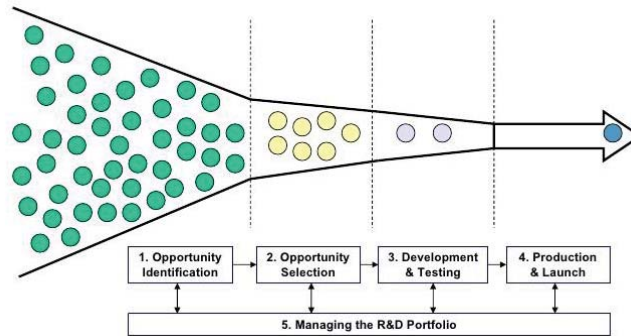 1. Opportunity
Identification
2. Opportunity
Selection
3. Development
& Testing
4. Production
& Launch
5. Managing the R&D Portfolio